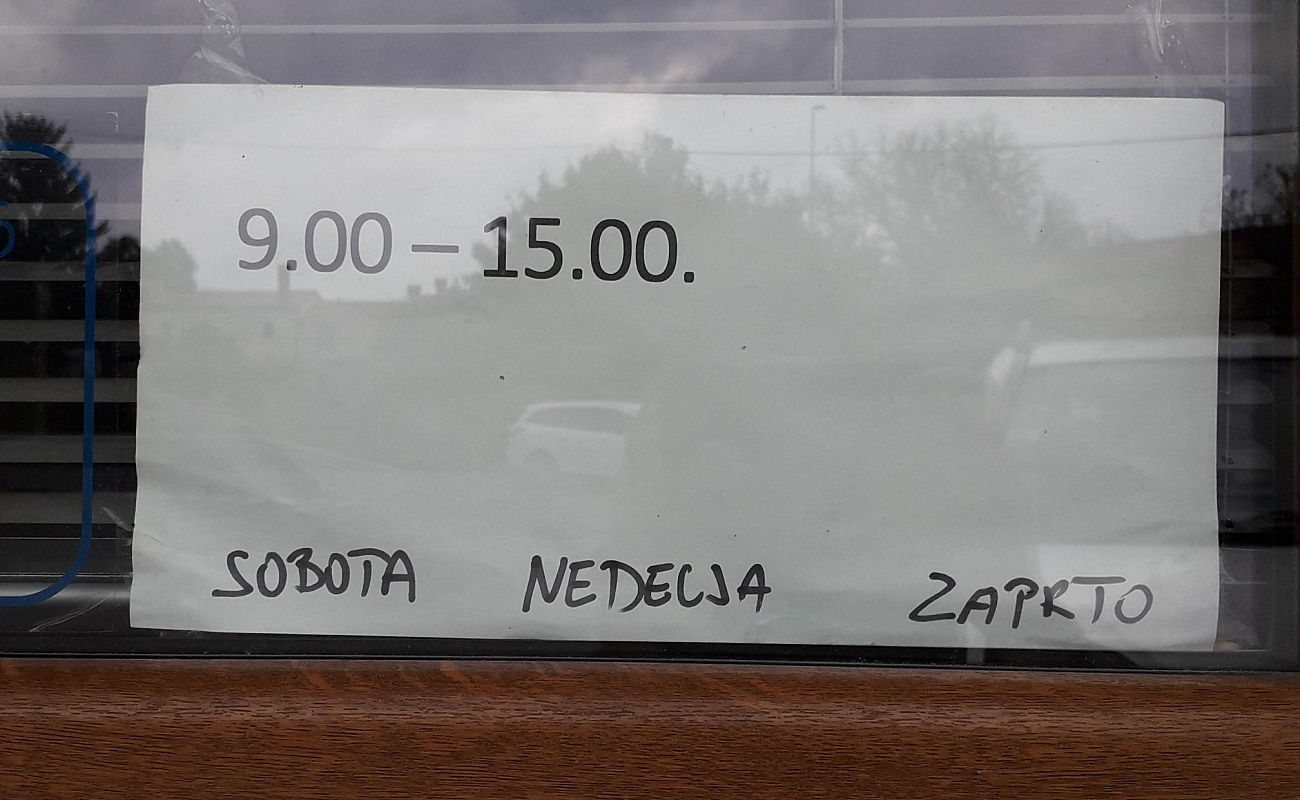 9.00 – 15.00.
SOBOTA NEDELJA ZAPRTO